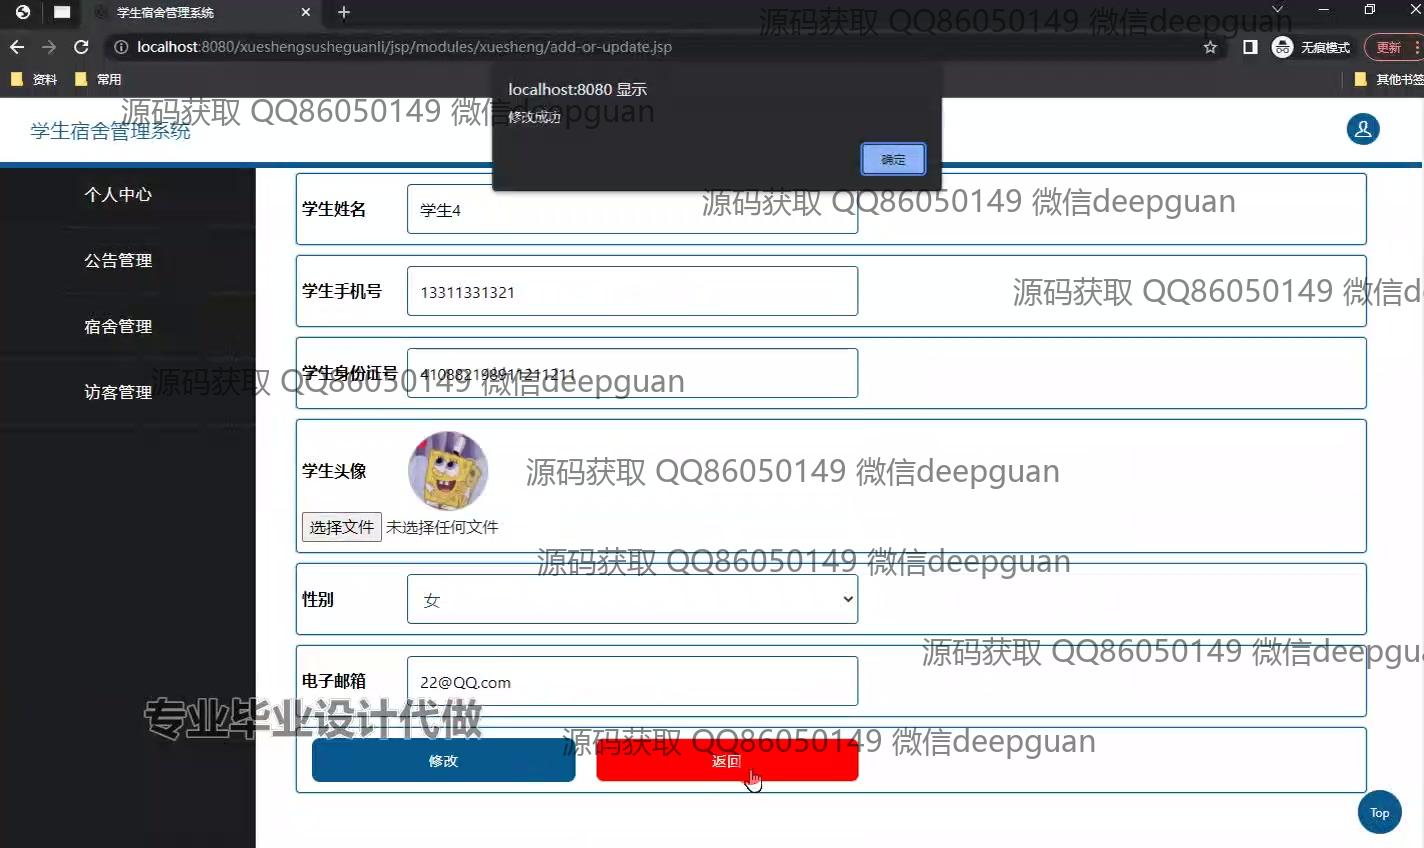 学生宿舍管理系统
源码获取 QQ86050149 微信deepguan
localhost:8080/xueshengsusheguanli/jsp/modules/xuesheng/add-or-update.jsp
无痕模式
更新
资料
常用
其他书签
localhost:8080 显示
源码获取 QQ86050149 微信deepguan
修改成功
学生宿舍管理系统
确定
个人中心
学生姓名
学生4
源码获取 QQ86050149 微信deepguan
公告管理
学生手机号
13311331321
源码获取 QQ86050149 微信de
宿舍管理
学生身份证号
410882198911211211
源码获取 QQ86050149 微信deepguan
访客管理
学生头像
源码获取 QQ86050149 微信deepguan
选择文件 未选择任何文件
源码获取 QQ86050149 微信deepguan
性别
女
源码获取 QQ86050149 微信deepgu
电子邮箱
22@QQ.com
专业毕业设计代做
源码获取 QQ86050149 微信deepguan
修改
返回
Top